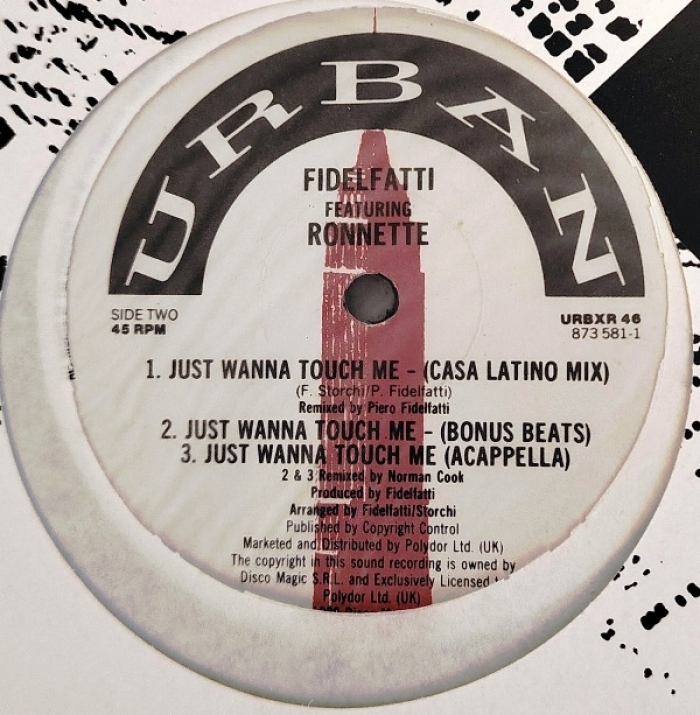 URBAN
FIDELFATTI
FEATURING
RONNETTE
SIDE TWO
45 RPM
URBXR 46
873 581-1
1. JUST WANNA TOUCH ME - (CASA LATINO MIX)
(F. Storchi/P. Fidelfatti)
Remixed by Piero Fidelfatti
2. JUST WANNA TOUCH ME - (BONUS BEATS)
3. JUST WANNA TOUCH ME (ACAPPELLA)
2 & 3 Remixed by Norman Cook
Produced by Fidelfatti
Arranged by Fidelfatti/Storchi
Published by Copyright Control
Marketed and Distributed by Polydor Ltd. (UK)
The copyright in this sound recording is owned by
Disco Magic S.R.L. and Exclusively Licensed
Polydor Ltd. (UK)